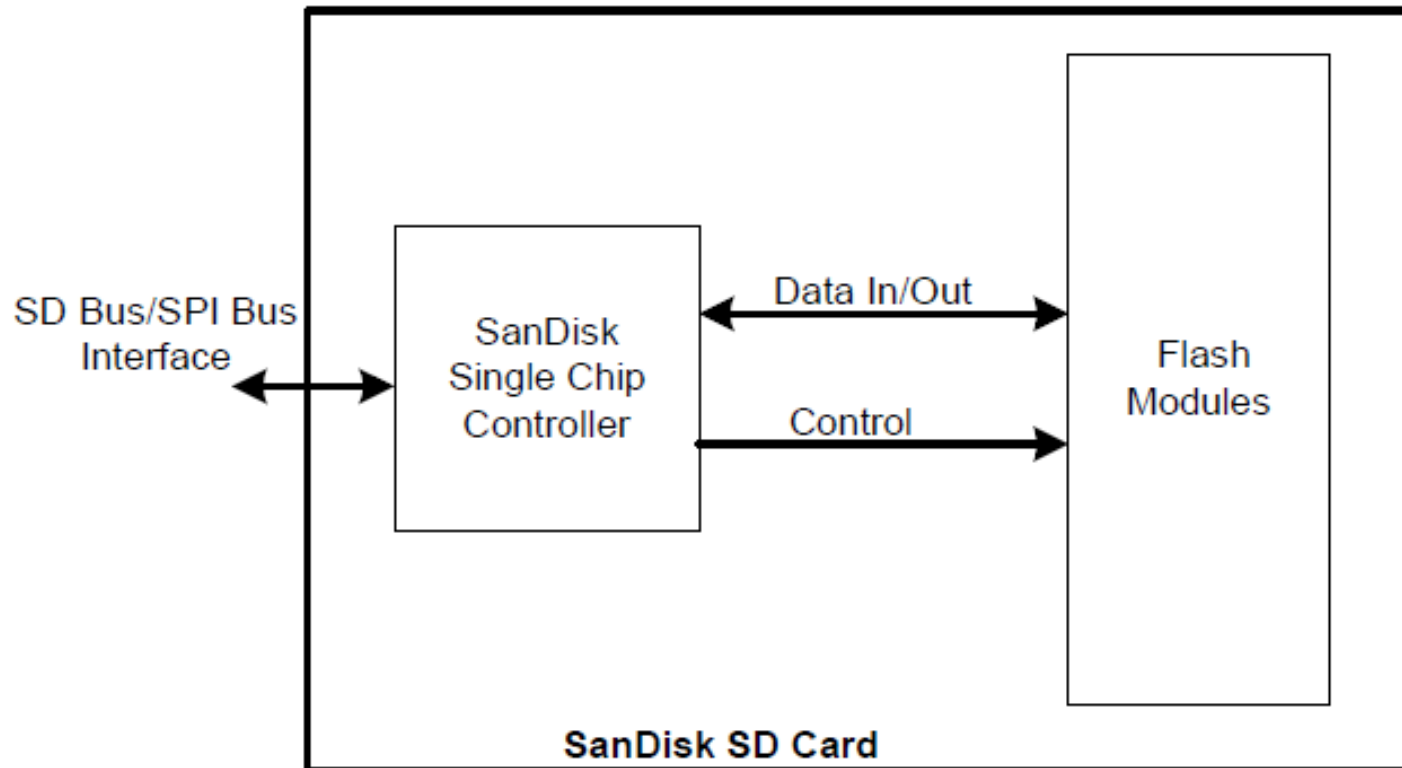 SD Bus/SPI Bus
Interface
SanDisk
Single Chip
Controller
Data In/Out
Control
Flash
Modules
SanDisk SD Card